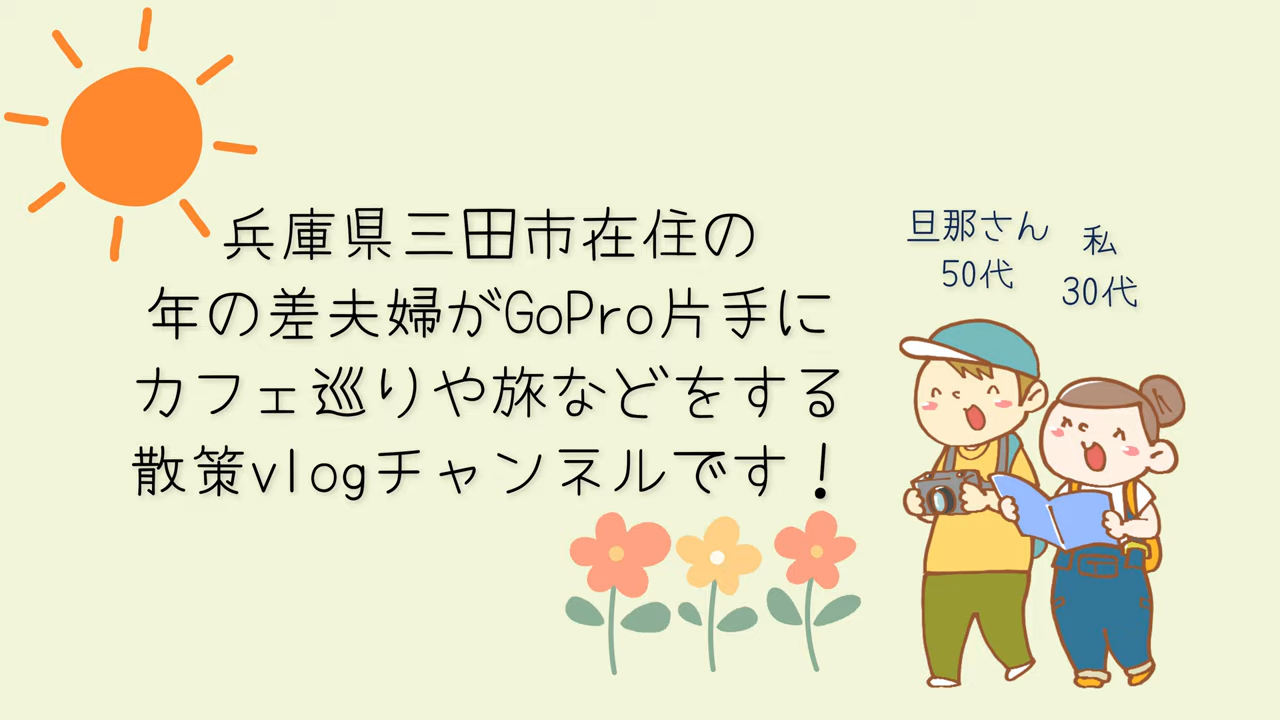 兵庫県三田市在住の
年の差夫婦がGoPro片手に
カフェ巡りや旅などをする
散策vlogチャンネルです！
旦那さん
50代
私
30代